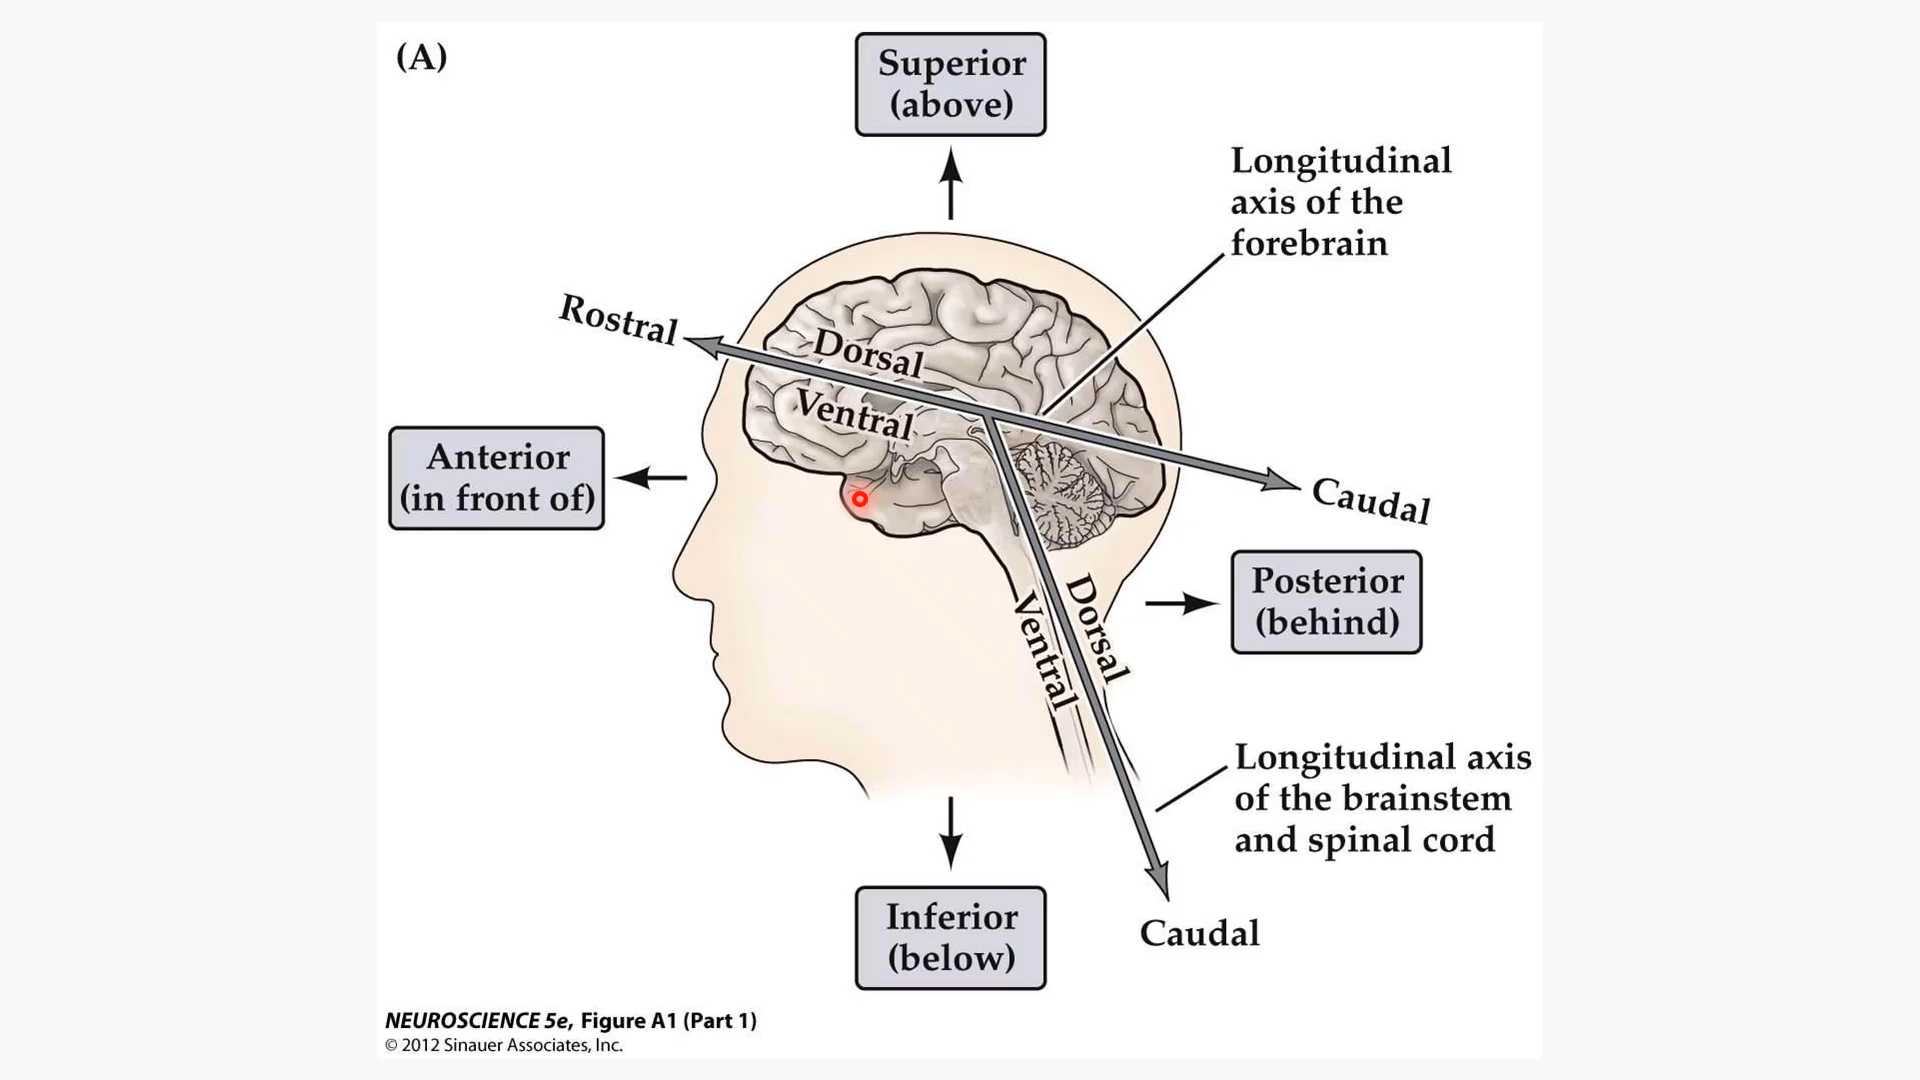 (A)
Superior
(above)
Longitudinal
axis of the
forebrain
Rostral
Dorsal
Ventral
Anterior
(in front of)
Caudal
Posterior
(behind)
Ventral
Dorsal
Longitudinal axis
of the brainstem
and spinal cord
Inferior
(below)
Caudal
NEUROSCIENCE 5e, Figure A1 (Part 1)
© 2012 Sinauer Associates, Inc.